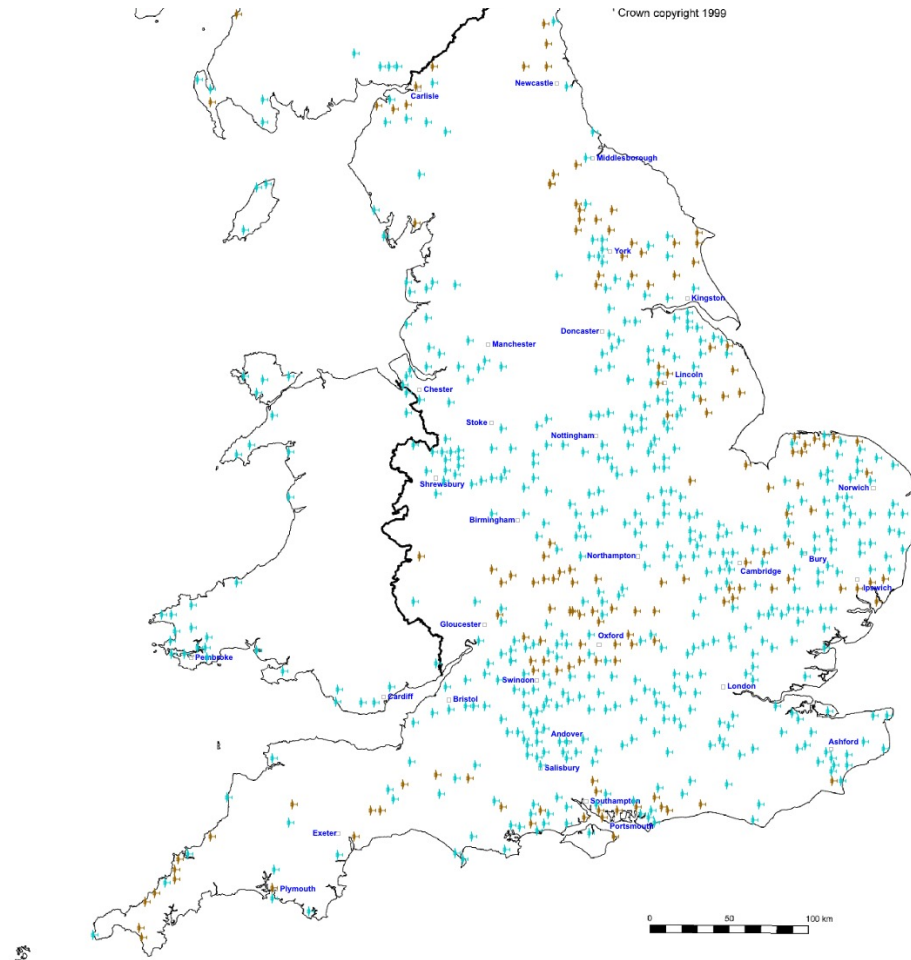 Crown copyright 1999
Newcastle
Carlisle
Middlesborough
York
Kingston
Doncaster
Manchester
Lincoln
Chester
Stoke
Nottingham
Shrewsbury
Norwich
Birmingham
Northampton
Bury
Cambridge
Ipswich
Gloucester
Oxford
Pembroke
Swindon
London
Cardiff
Bristol
Andover
Ashford
Salisbury
Southampton
Portsmouth
Exeter
Plymouth
0 50 100 km